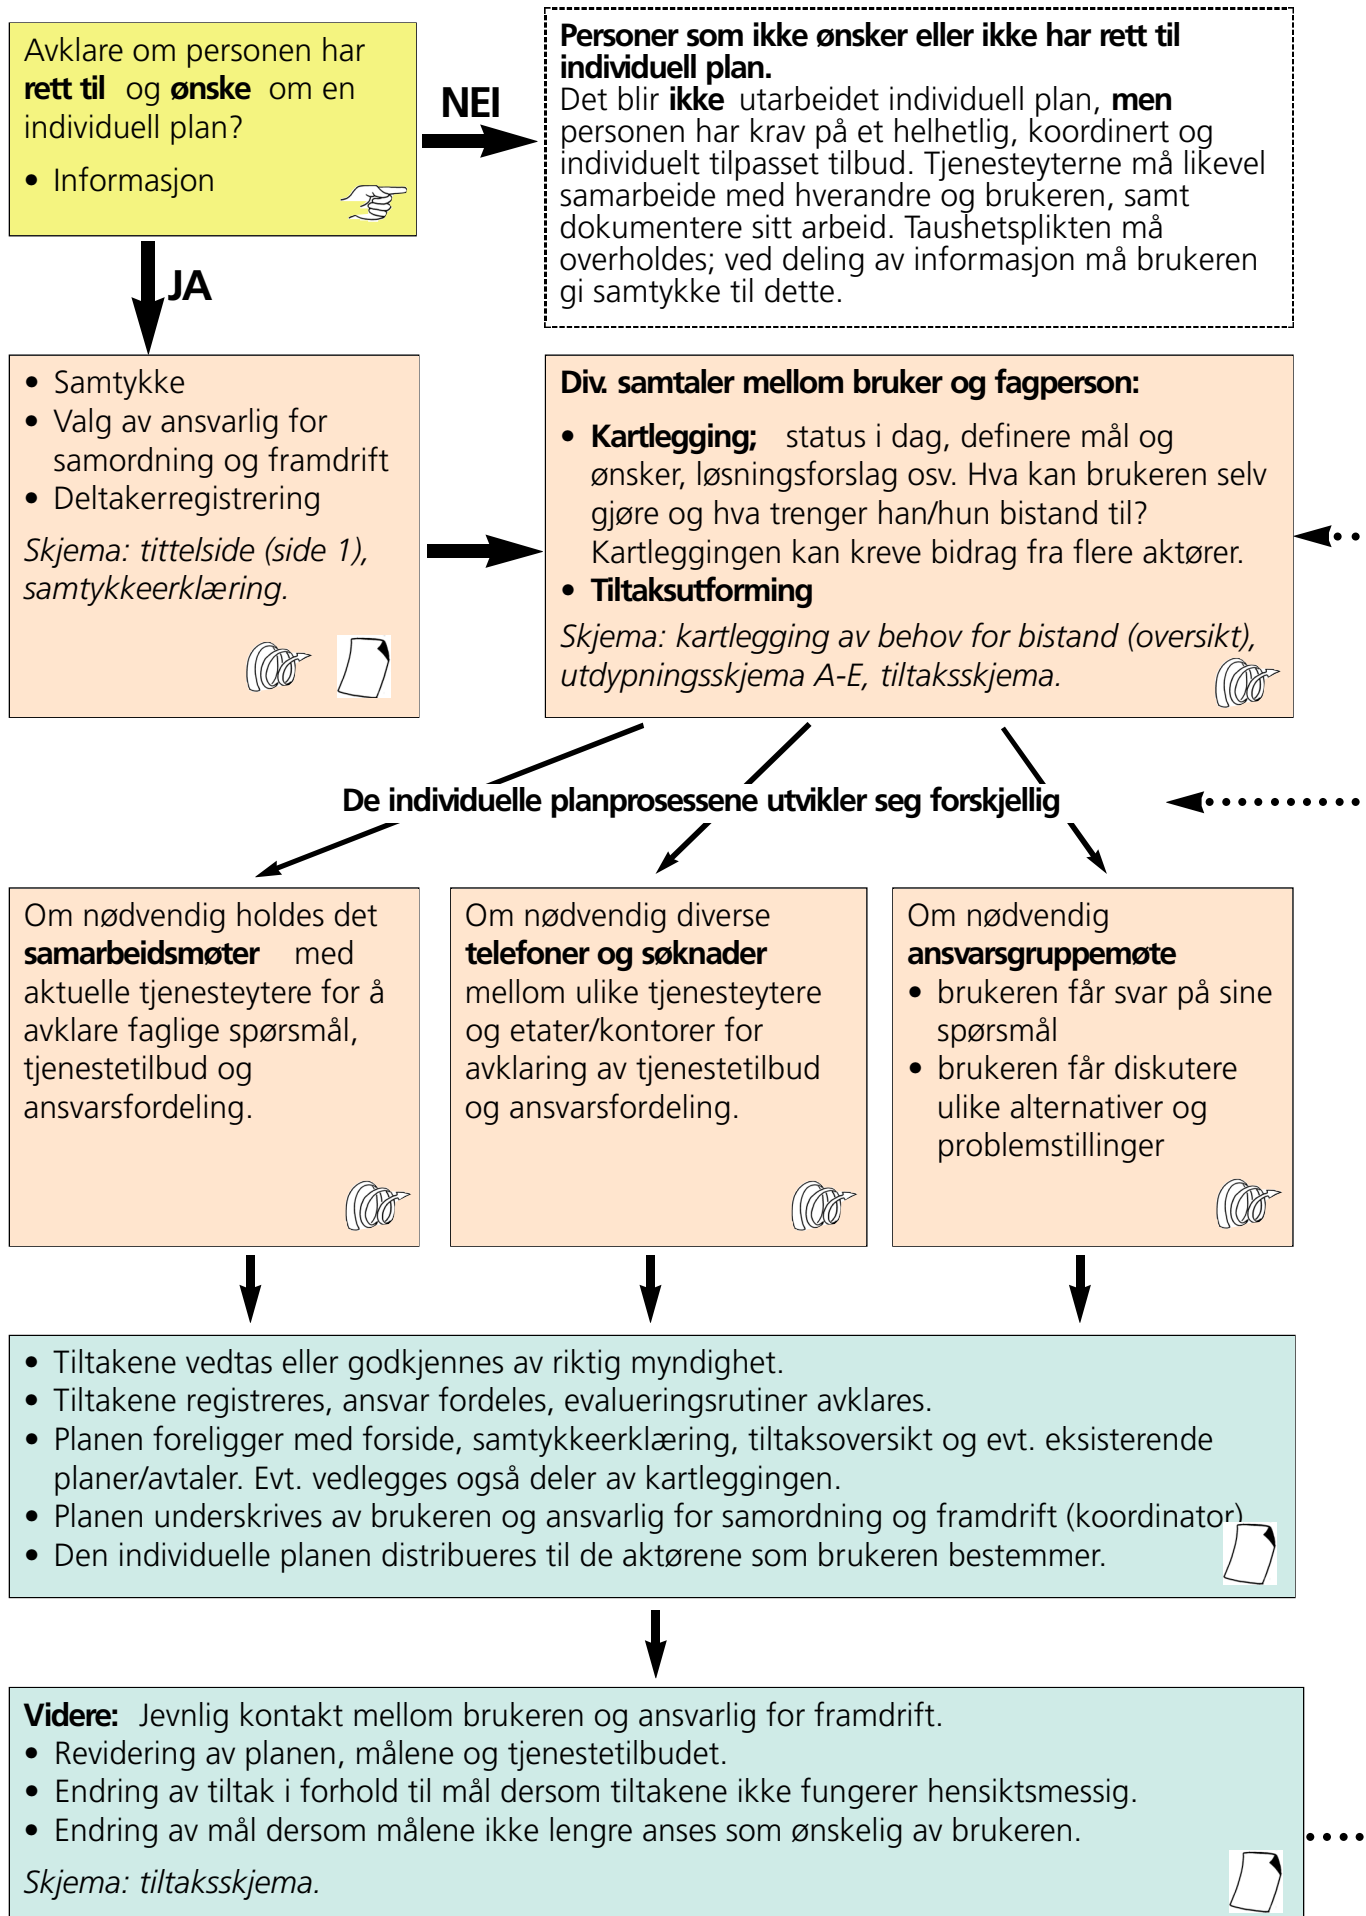 Avklare om personen har
rett til og ønske om en
individuell plan?
• Informasjon
NEI
Personer som ikke ønsker eller ikke har rett til
individuell plan.
Det blir ikke utarbeidet individuell plan, men
personen har krav på et helhetlig, koordinert og
individuelt tilpasset tilbud. Tjenesteyterne må likevel
samarbeide med hverandre og brukeren, samt
dokumentere sitt arbeid. Taushetsplikten må
overholdes; ved deling av informasjon må brukeren
gi samtykke til dette.
JA
• Samtykke
• Valg av ansvarlig for
samordning og framdrift
• Deltakerregistrering
Skjema: tittelside (side 1),
samtykkeerklæring.
Div. samtaler mellom bruker og fagperson:
• Kartlegging; status i dag, definere mål og
ønsker, løsningsforslag osv. Hva kan brukeren selv
gjøre og hva trenger han/hun bistand til?
Kartleggingen kan kreve bidrag fra flere aktører.
• Tiltaksutforming
Skjema: kartlegging av behov for bistand (oversikt),
utdypningsskjema A-E, tiltaksskjema.
De individuelle planprosessene utvikler seg forskjellig
Om nødvendig holdes det
samarbeidsmøter med
aktuelle tjenesteytere for å
avklare faglige spørsmål,
tjenestetilbud og
ansvarsfordeling.
Om nødvendig diverse
telefoner og søknader
mellom ulike tjenesteytere
og etater/kontorer for
avklaring av tjenestetilbud
og ansvarsfordeling.
Om nødvendig
ansvarsgruppemøte
• brukeren får svar på sine
spørsmål
• brukeren får diskutere
ulike alternativer og
problemstillinger
• Tiltakene vedtas eller godkjennes av riktig myndighet.
• Tiltakene registreres, ansvar fordeles, evalueringsrutiner avklares.
• Planen foreligger med forside, samtykkeerklæring, tiltaksoversikt og evt. eksisterende
planer/avtaler. Evt. vedlegges også deler av kartleggingen.
• Planen underskrives av brukeren og ansvarlig for samordning og framdrift (koordinator)
• Den individuelle planen distribueres til de aktørene som brukeren bestemmer.
Videre: Jevnlig kontakt mellom brukeren og ansvarlig for framdrift.
• Revidering av planen, målene og tjenestetilbudet.
• Endring av tiltak i forhold til mål dersom tiltakene ikke fungerer hensiktsmessig.
• Endring av mål dersom målene ikke lengre anses som ønskelig av brukeren.
Skjema: tiltaksskjema.